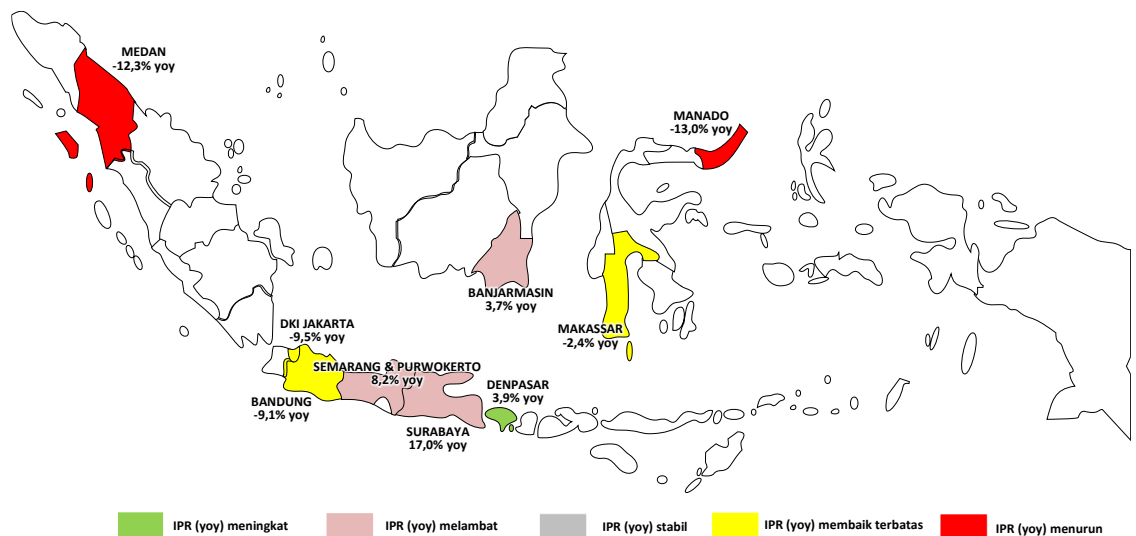 MEDAN
-12,3% yoy
MANADO
-13,0% yoy
BANJARMASIN
3,7% yoy
MAKASSAR
-2,4% yoy
DKI JAKARTA
-9,5% yoy
SEMARANG & PURWOKERTO
8,2% yoy
DENPASAR
3,9% yoy
BANDUNG
-9,1% yoy
SURABAYA
17,0% yoy
IPR (yoy) meningkat
IPR (yoy) melambat
IPR (yoy) stabil
IPR (yoy) membaik terbatas
IPR (yoy) menurun